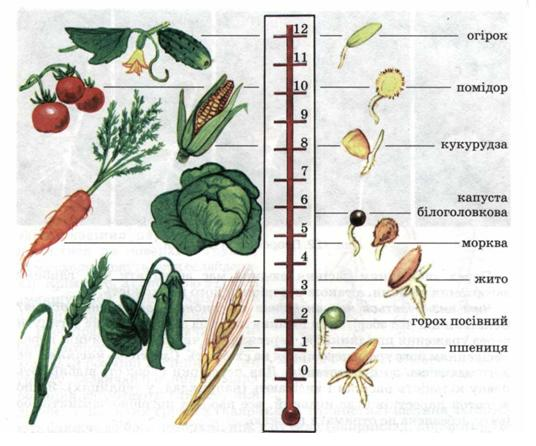 12
11
10
9
8
7
6
5
4
3
2
1
0
огірок
помідор
кукурудза
капуста
білоголовкова
морква
жито
горох посівний
пшениця